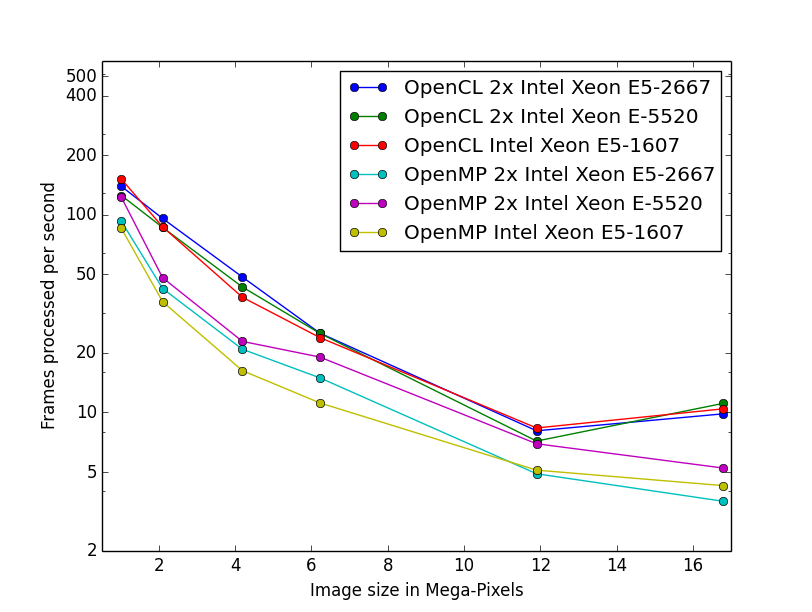 500
400
200
100
50
20
10
5
2
Frames processed per second
OpenCL 2x Intel Xeon E5-2667
OpenCL 2x Intel Xeon E-5520
OpenCL Intel Xeon E5-1607
OpenMP 2x Intel Xeon E5-2667
OpenMP 2x Intel Xeon E-5520
OpenMP Intel Xeon E5-1607
2 4 6 8 10 12 14 16
Image size in Mega-Pixels